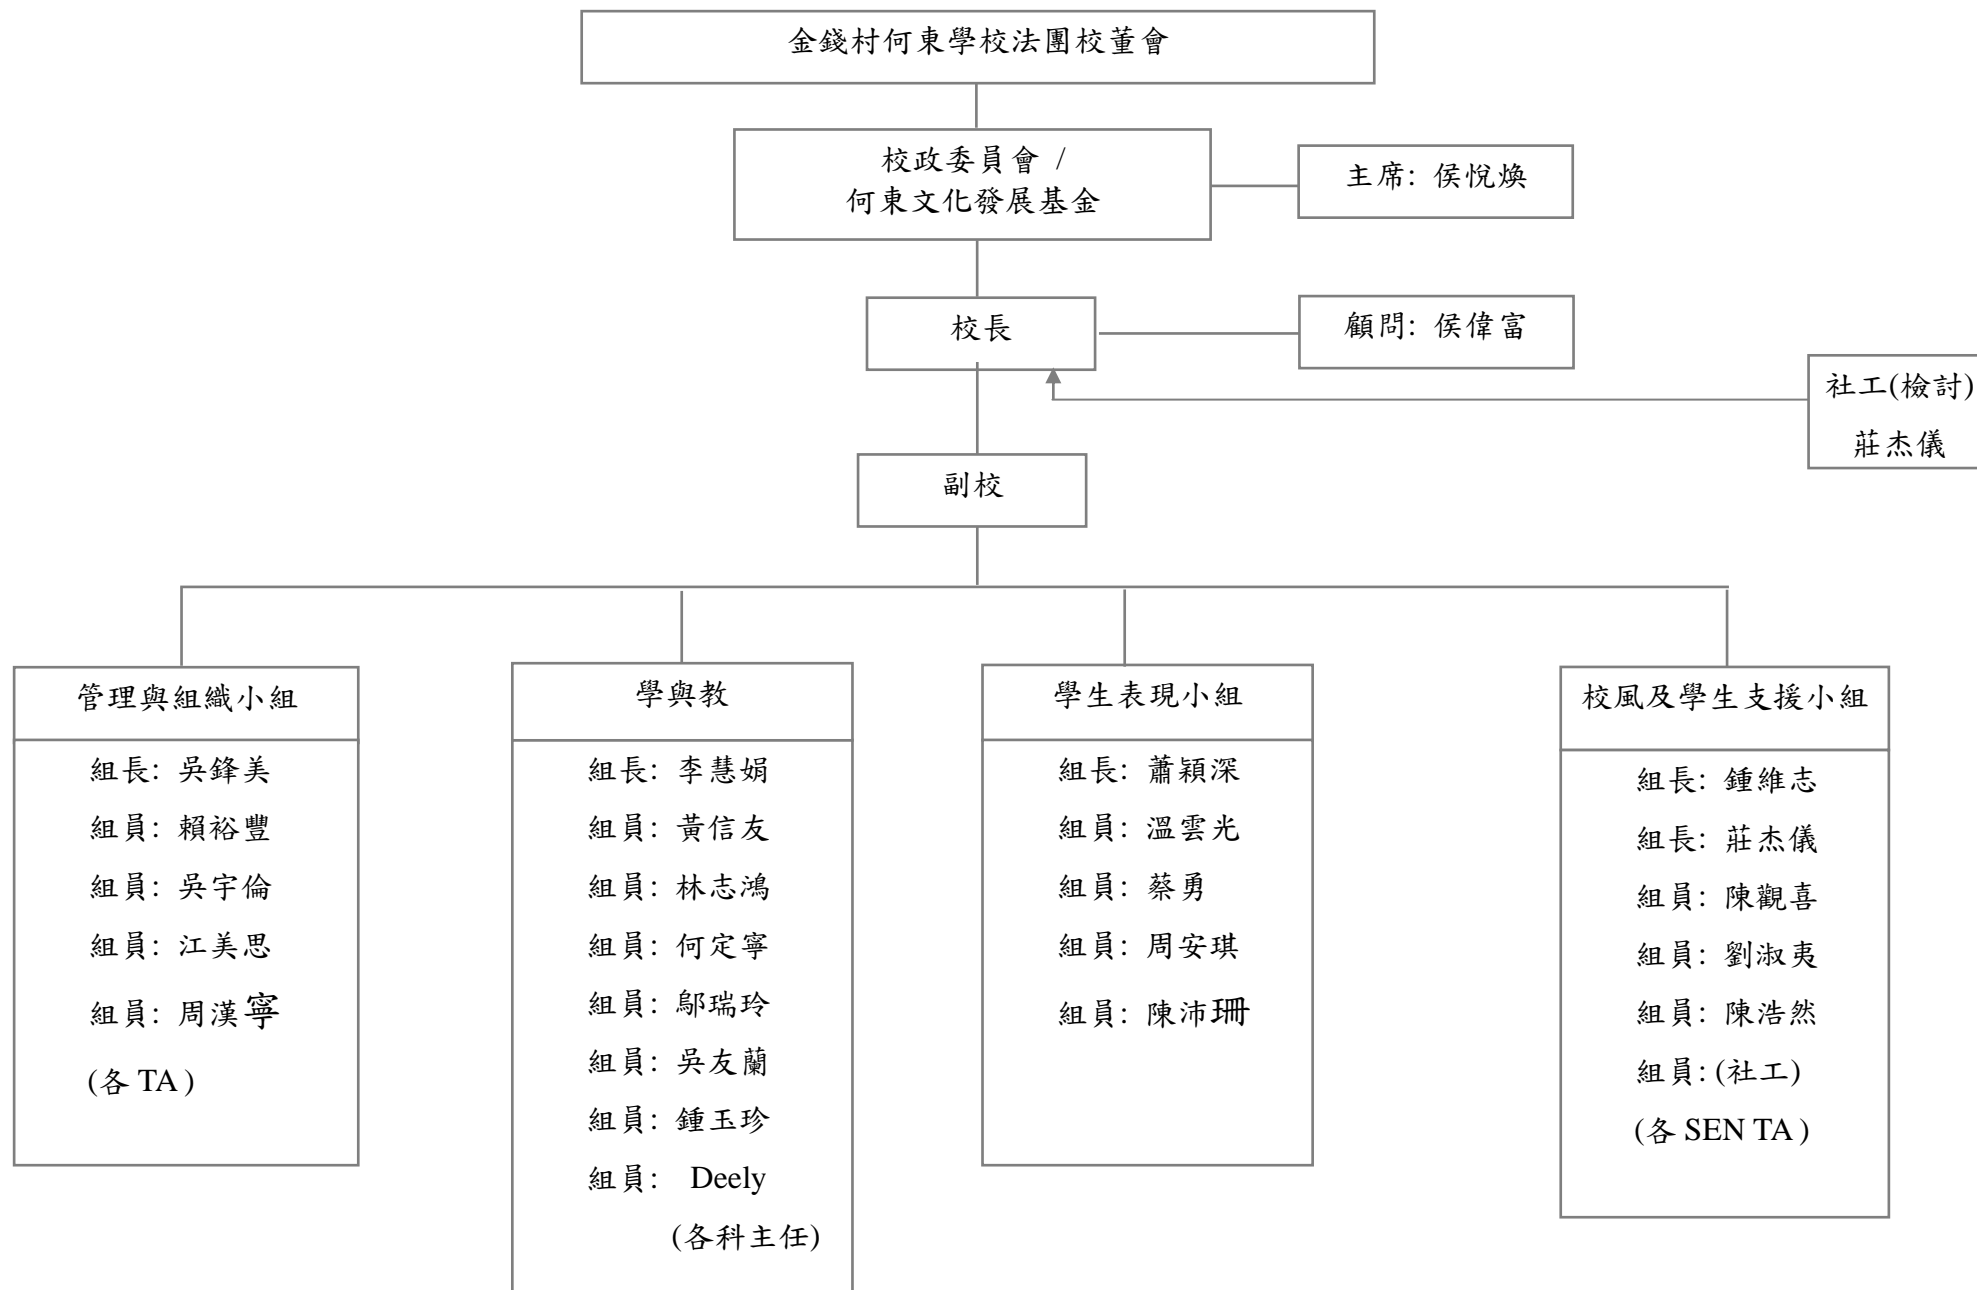 金錢村何東學校法團校董會
校政委員會 /
何東文化發展基金
主席: 侯悅煥
校長
顧問: 侯偉富
社工(檢討)
莊杰儀
副校
管理與組織小組
組長: 吳鋒美
組員: 賴裕豐
組員: 吳宇倫
組員: 江美思
組員: 周漢寧
(各 TA )
學與教
組長: 李慧娟
組員: 黃信友
組員: 林志鴻
組員: 何定寧
組員: 鄔瑞玲
組員: 吳友蘭
組員: 鍾玉珍
組員: Deely
(各科主任)
學生表現小組
組長: 蕭穎深
組員: 溫雲光
組員: 蔡勇
組員: 周安琪
組員: 陳沛珊
校風及學生支援小組
組長: 鍾維志
組長: 莊杰儀
組員: 陳觀喜
組員: 劉淑夷
組員: 陳浩然
組員: (社工)
(各 SEN TA )